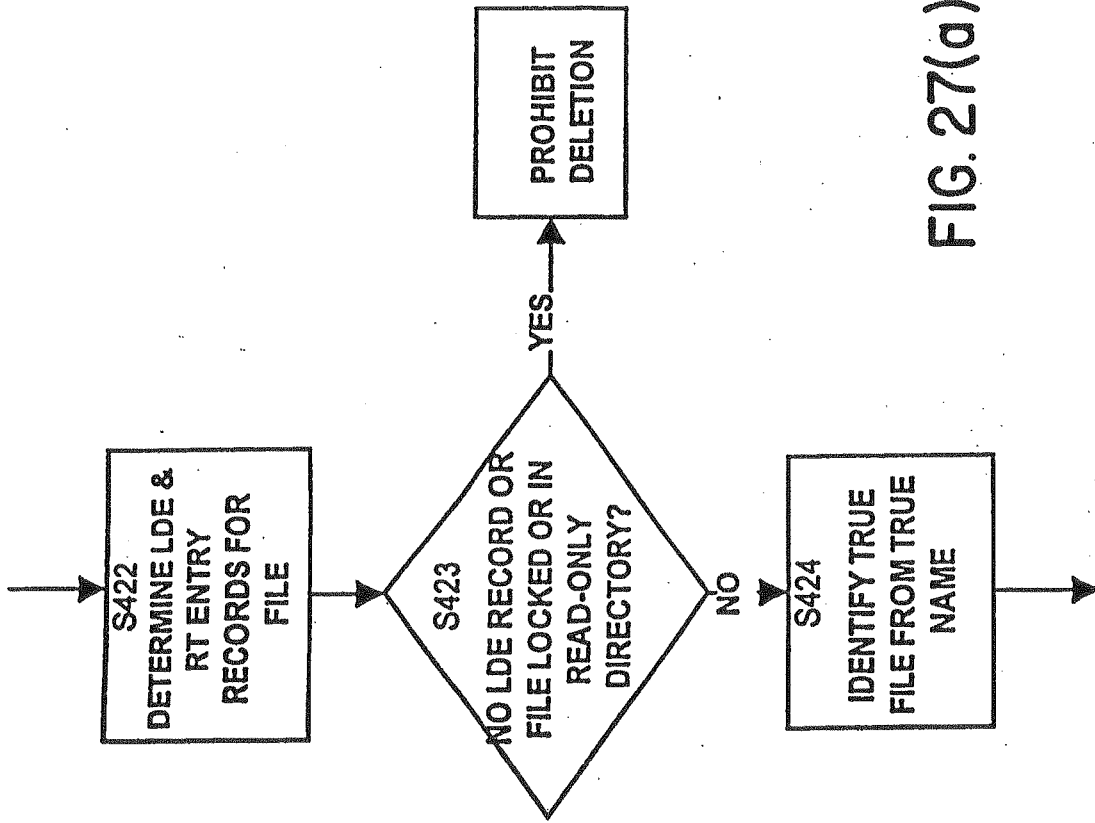 S422
DETERMINE LDE &
RT ENTRY
RECORDS FOR
FILE
S423
NO LDE RECORD OR
FILE LOCKED OR IN
READ-ONLY
DIRECTORY?
YES
PROHIBIT
DELETION
NO
S424
IDENTIFY TRUE
FILE FROM TRUE
NAME
FIG. 27(a)